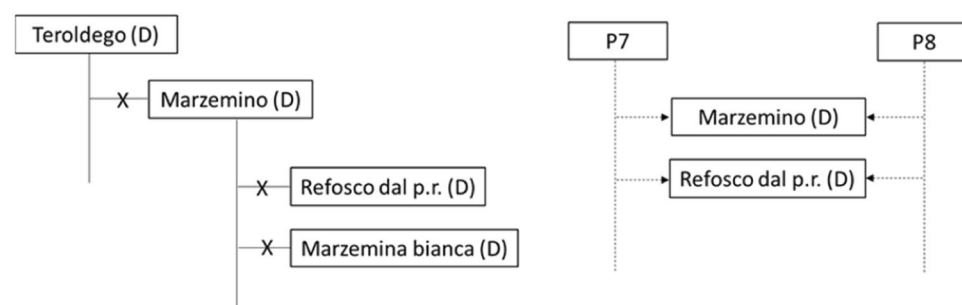 Teroldego (D)
X
Marzemino (D)
X
Refosco dal p.r. (D)
X
Marzemina bianca (D)
P7
P8
Marzemino (D)
Refosco dal p.r. (D)